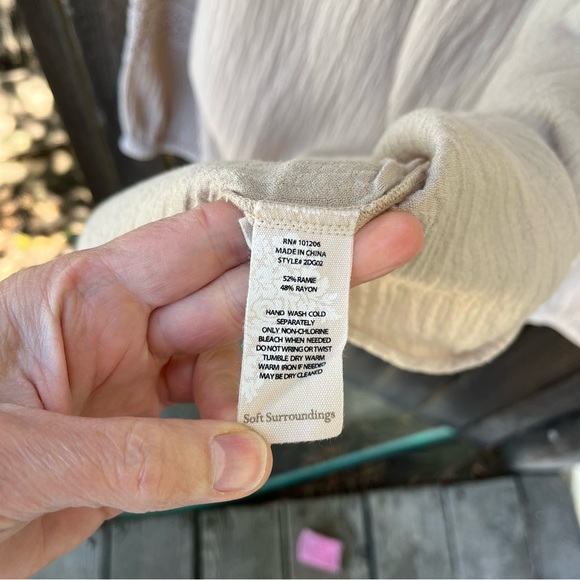 RN# 101206
MADE IN CHINA
STYLE# 2DG02
52% RAMIE
48% RAYON
HAND WASH COLD
SEPARATELY
ONLY NON-CHLORINE
BLEACH WHEN NEEDED
DO NOT WRING OR TWIST
TUMBLE DRY WARM
WARM IRON IF NEEDED
MAY BE DRY CLEANED
Soft Surroundings